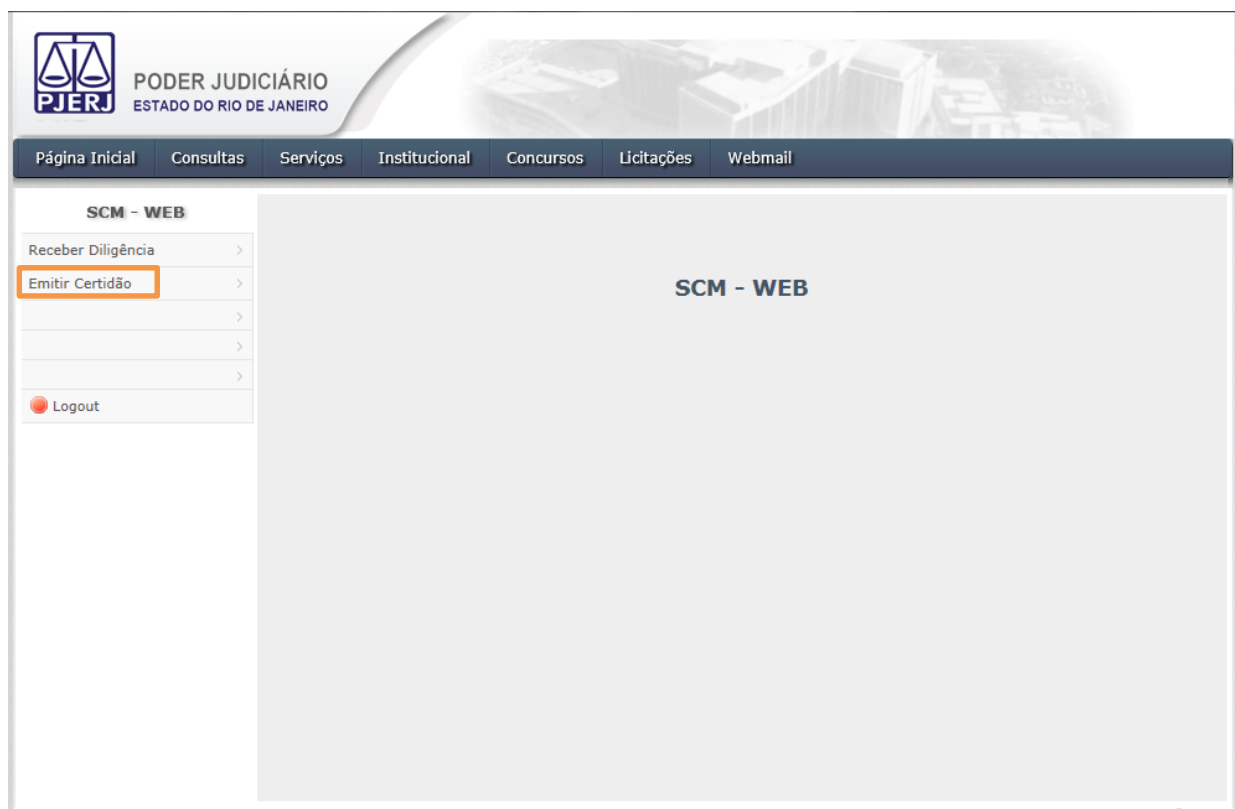 PJERJ
PODER JUDICIÁRIO
ESTADO DO RIO DE JANEIRO
Página Inicial Consultas Serviços Institucional Concursos Licitações Webmail
SCM - WEB
Receber Diligência
Emitir Certidão
Logout
SCM - WEB